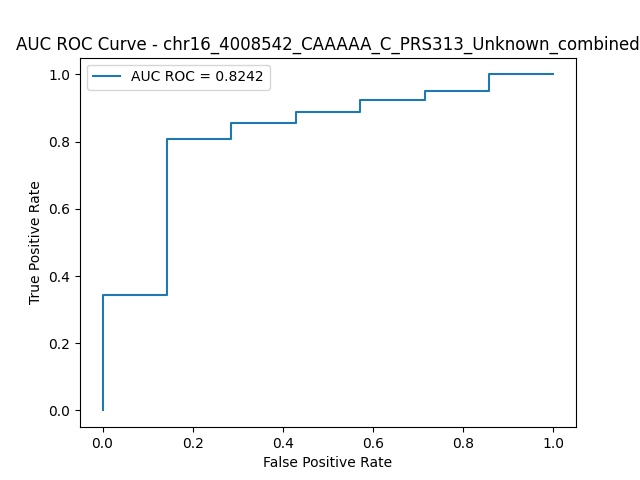 AUC ROC Curve - chr16_4008542_CAAAAA_C_PRS313_Unknown_combined
AUC ROC = 0.8242
True Positive Rate
1.0
0.8
0.6
0.4
0.2
0.0
0.0 0.2 0.4 0.6 0.8 1.0
False Positive Rate